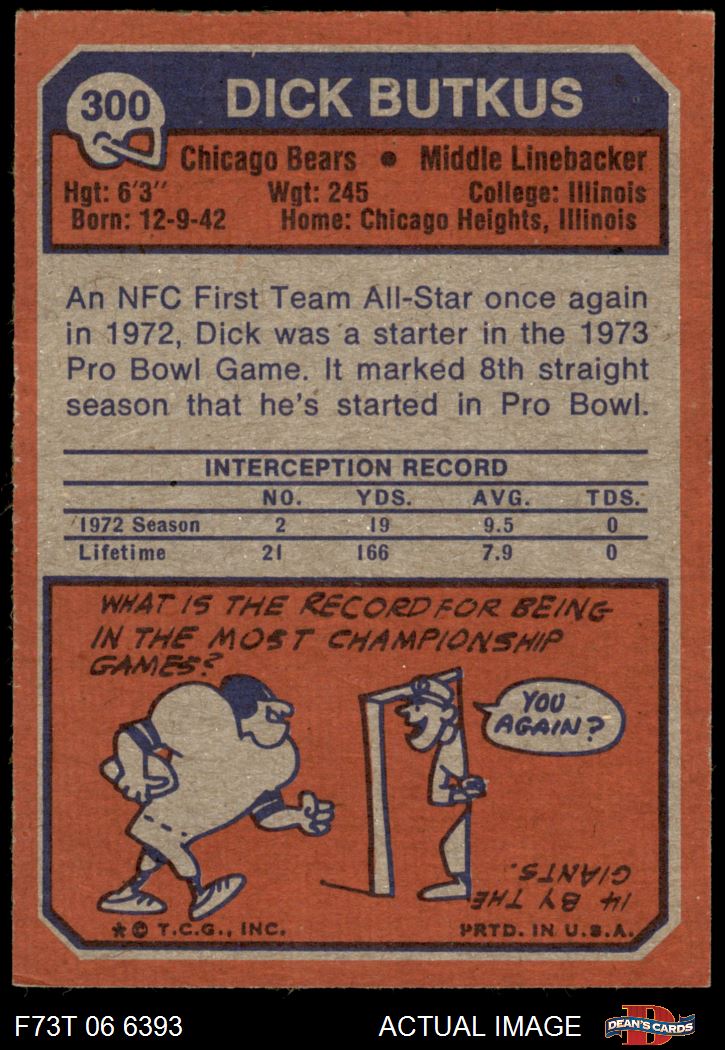 300
DICK BUTKUS
Chicago Bears • Middle Linebacker
Hgt: 6'3" Wgt: 245 College: Illinois
Born: 12-9-42 Home: Chicago Heights, Illinois
An NFC First Team All-Star once again
in 1972, Dick was a starter in the 1973
Pro Bowl Game. It marked 8th straight
season that he's started in Pro Bowl.
INTERCEPTION RECORD
NO. YDS. AVG. TDS.
1972 Season 2 19 9.5 0
Lifetime 21 166 7.9 0
WHAT IS THE RECORD FOR BEING
IN THE MOST CHAMPIONSHIP
GAMES?
YOU
AGAIN?
14 BY THE
GIANTS.
★ © T.C.G., INC. PRTD. IN U.S.A.
F73T 06 6393 ACTUAL IMAGE
D
DEAN'S CARDS